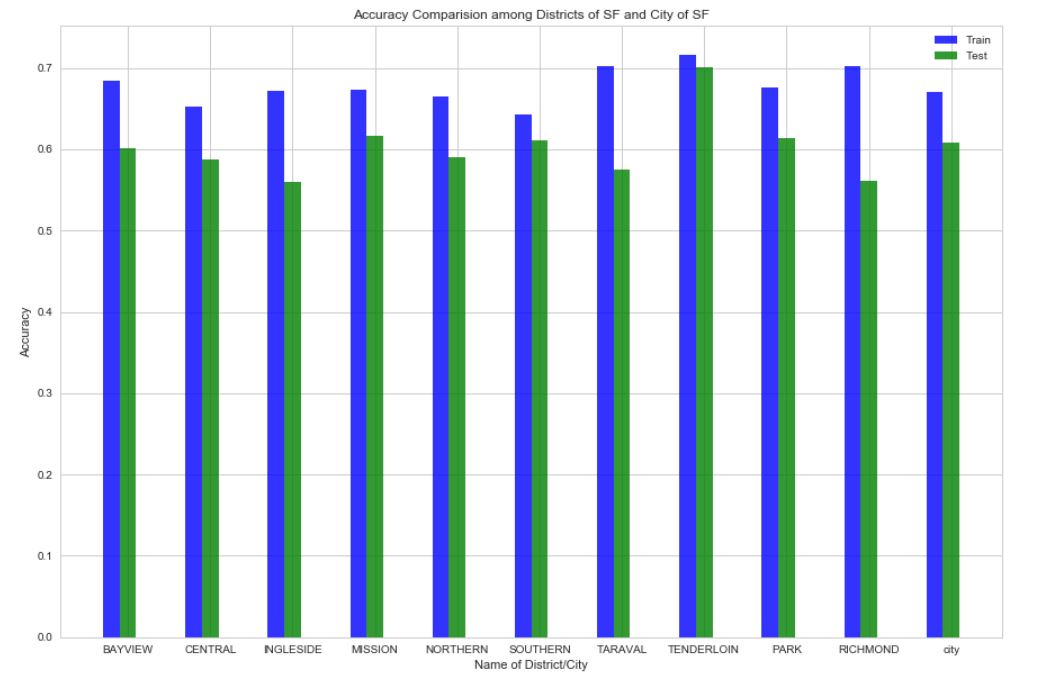 Accuracy Comparision among Districts of SF and City of SF
Train
Test
0.7
0.6
0.5
0.4
0.3
0.2
0.1
0.0
Accuracy
BAYVIEW CENTRAL INGLESIDE MISSION NORTHERN SOUTHERN TARAVAL TENDERLOIN PARK RICHMOND city
Name of District/City